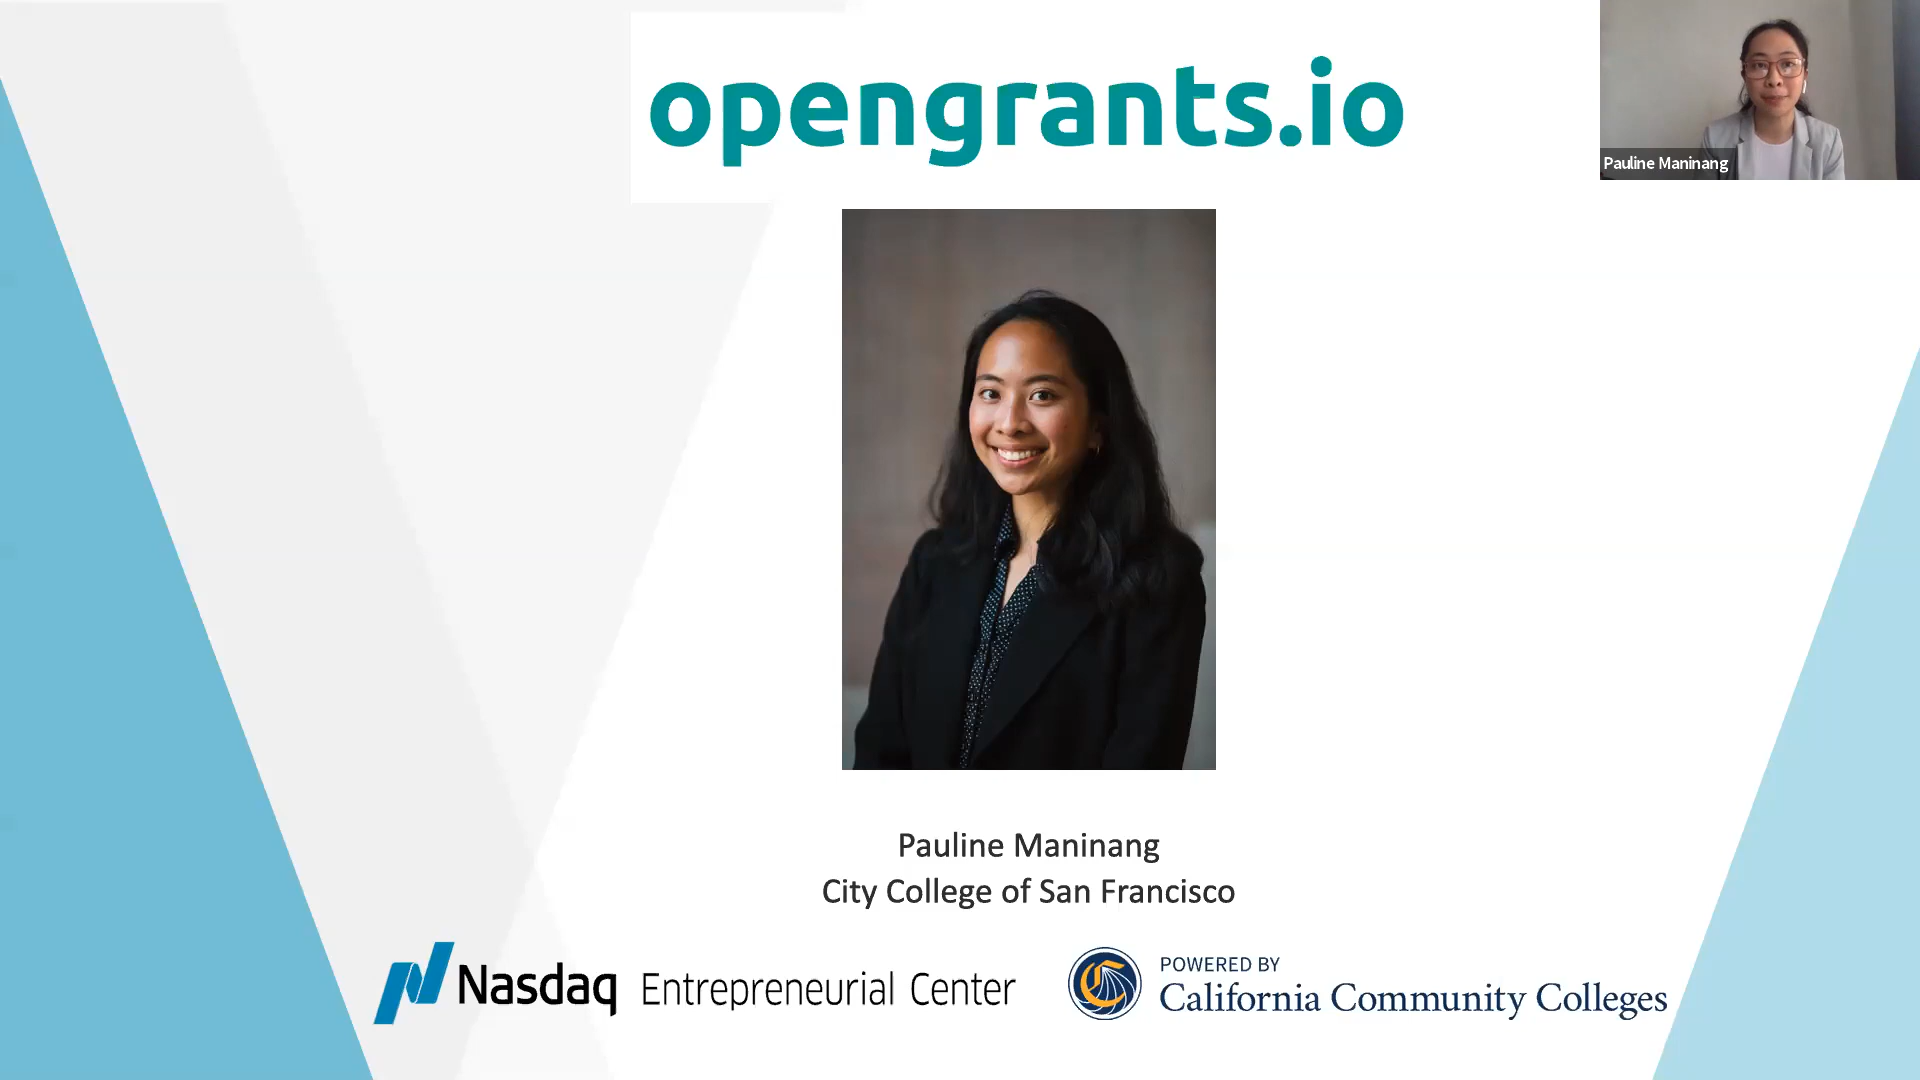 opengrants.io
Pauline Maninang
Pauline Maninang
City College of San Francisco
Nasdaq Entrepreneurial Center
POWERED BY
California Community Colleges